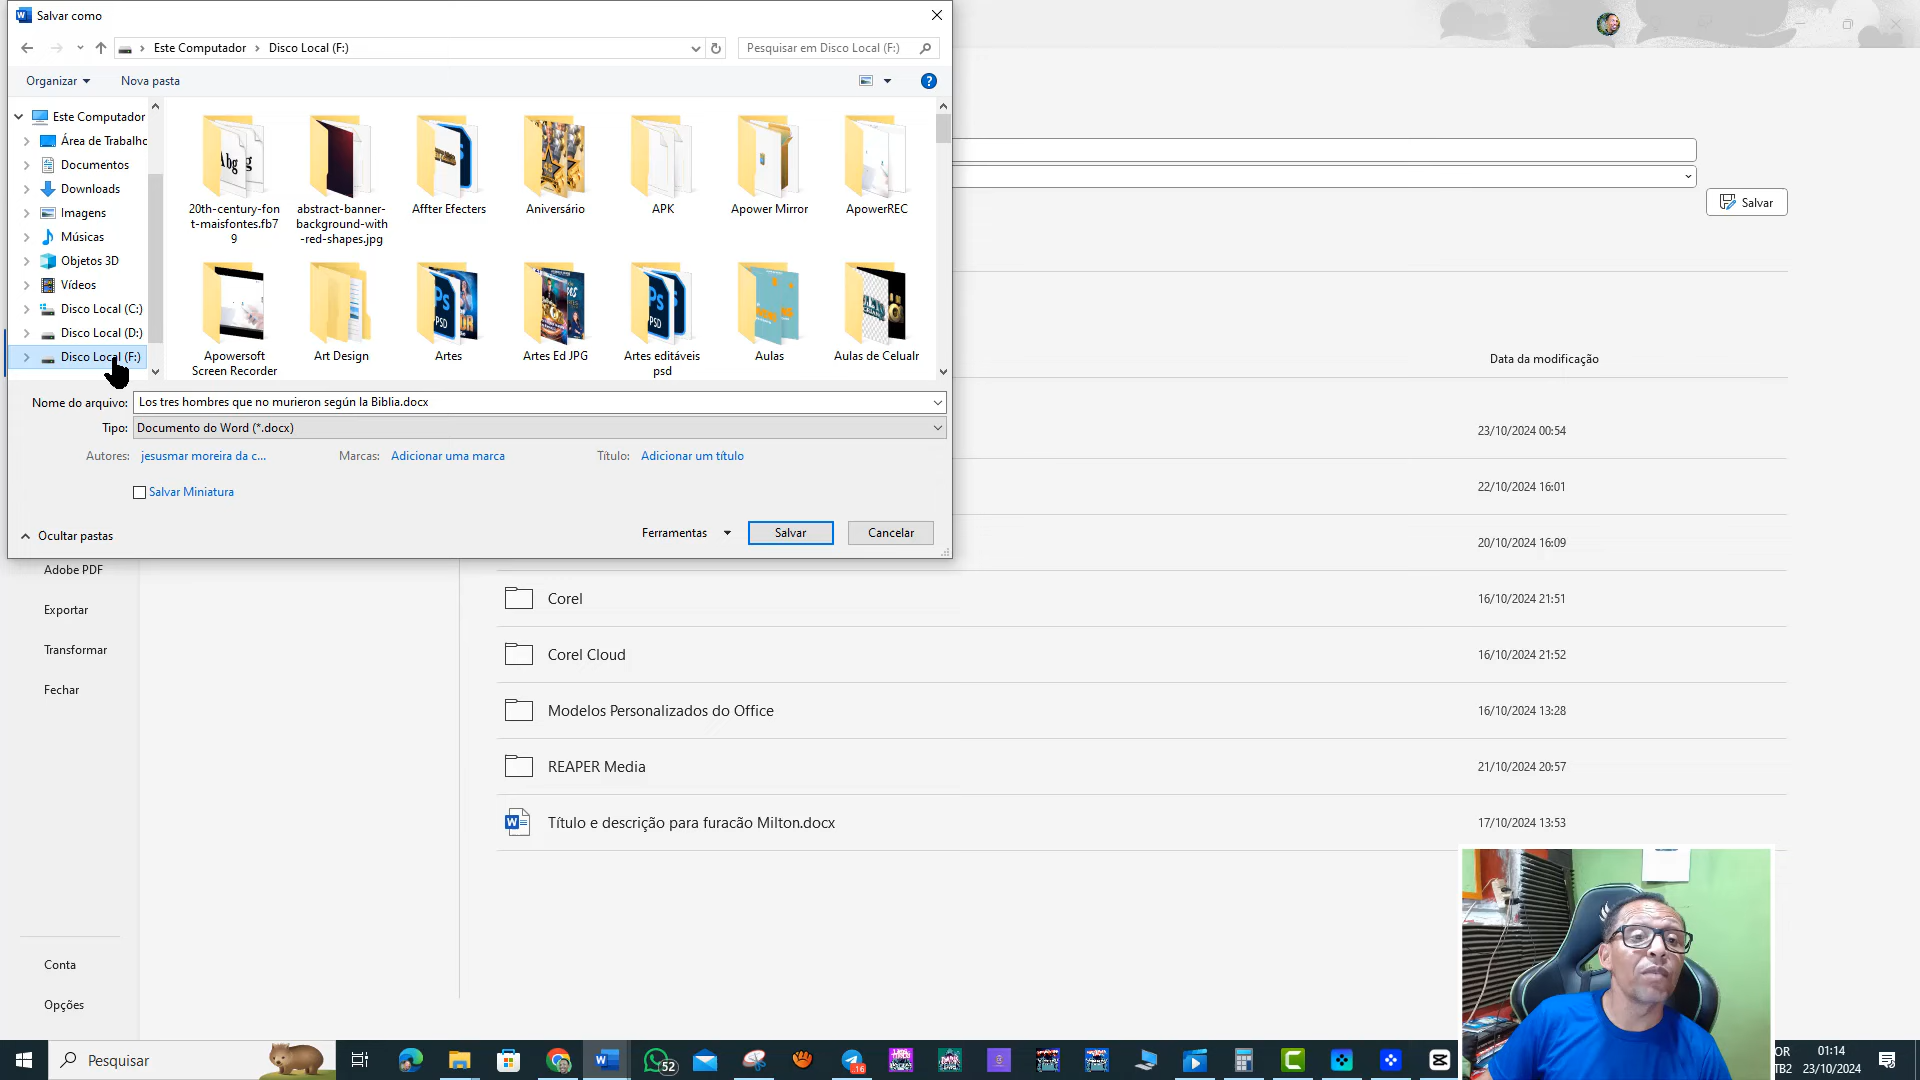 Salvar como
Este Computador
Disco Local (F:)
Pesquisar em Disco Local (F:)
Organizar
Nova pasta
Este Computador
Área de Trabalho
Documentos
Downloads
Imagens
Músicas
Objetos 3D
Vídeos
Disco Local (C:)
Disco Local (D:)
Disco Local (F:)
20th-century-fon
t-maisfontes.fb7
9
abstract-banner-
background-with
-red-shapes.jpg
Affter Efecters
Aniversário
APK
Apower Mirror
ApowerREC
Apowersoft
Screen Recorder
Art Design
Artes
Artes Ed JPG
Artes editáveis
psd
Aulas
Aulas de Celualr
Nome do arquivo: Los tres hombres que no murieron según la Biblia.docx
Tipo: Documento do Word (*.docx)
Autores: jesusmar moreira da c...
Marcas: Adicionar uma marca
Título: Adicionar um título
Salvar Miniatura
Ocultar pastas
Ferramentas
Salvar
Cancelar
Salvar
Data da modificação
23/10/2024 00:54
22/10/2024 16:01
20/10/2024 16:09
Corel 16/10/2024 21:51
Corel Cloud 16/10/2024 21:52
Modelos Personalizados do Office 16/10/2024 13:28
REAPER Media 21/10/2024 20:57
Título e descrição para furacão Milton.docx 17/10/2024 13:53
Adobe PDF
Exportar
Transformar
Fechar
Conta
Opções
Pesquisar
52
16
OR
TB2
01:14
23/10/2024